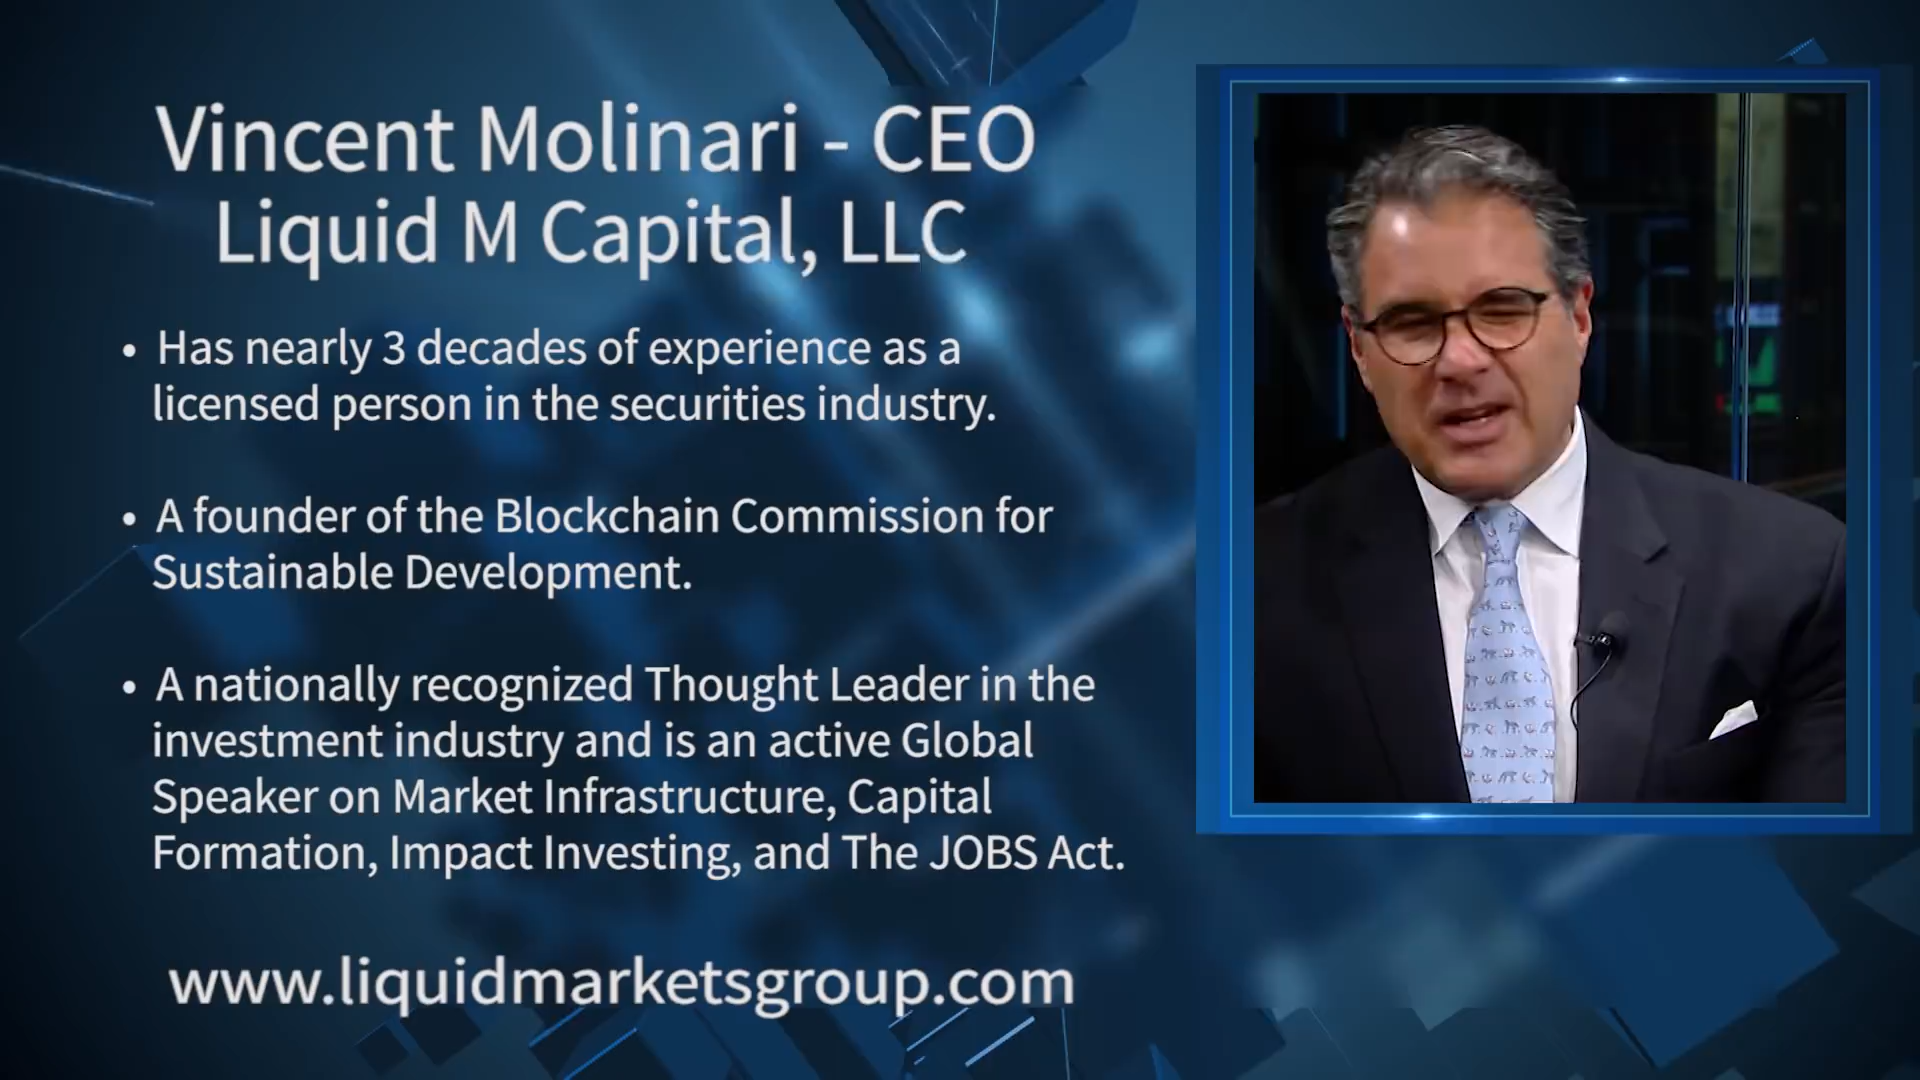 Vincent Molinari - CEO
Liquid M Capital, LLC
• Has nearly 3 decades of experience as a
licensed person in the securities industry.
• A founder of the Blockchain Commission for
Sustainable Development.
• A nationally recognized Thought Leader in the
investment industry and is an active Global
Speaker on Market Infrastructure, Capital
Formation, Impact Investing, and The JOBS Act.
www.liquidmarketsgroup.com